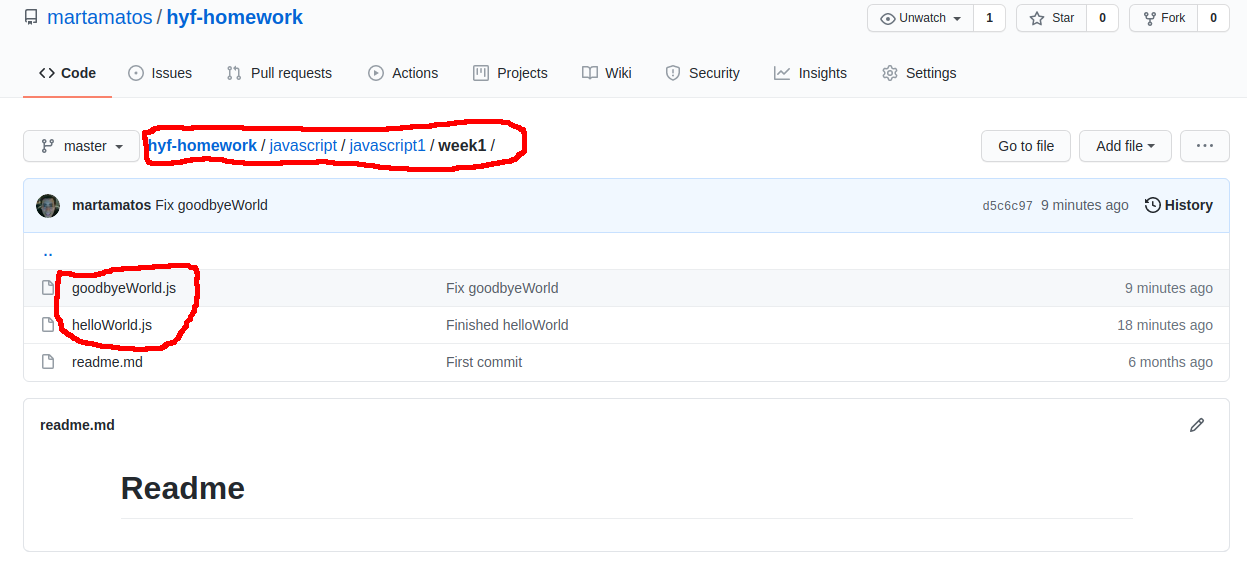 martamatos / hyf-homework Unwatch 1 Star 0 Fork 0
Code Issues Pull requests Actions Projects Wiki Security Insights Settings
master hyf-homework / javascript / javascript1 / week1 / Go to file Add file ...
martamatos Fix goodbyeWorld d5c6c97 9 minutes ago History
..
goodbyeWorld.js Fix goodbyeWorld 9 minutes ago
helloWorld.js Finished helloWorld 18 minutes ago
readme.md First commit 6 months ago
readme.md
Readme